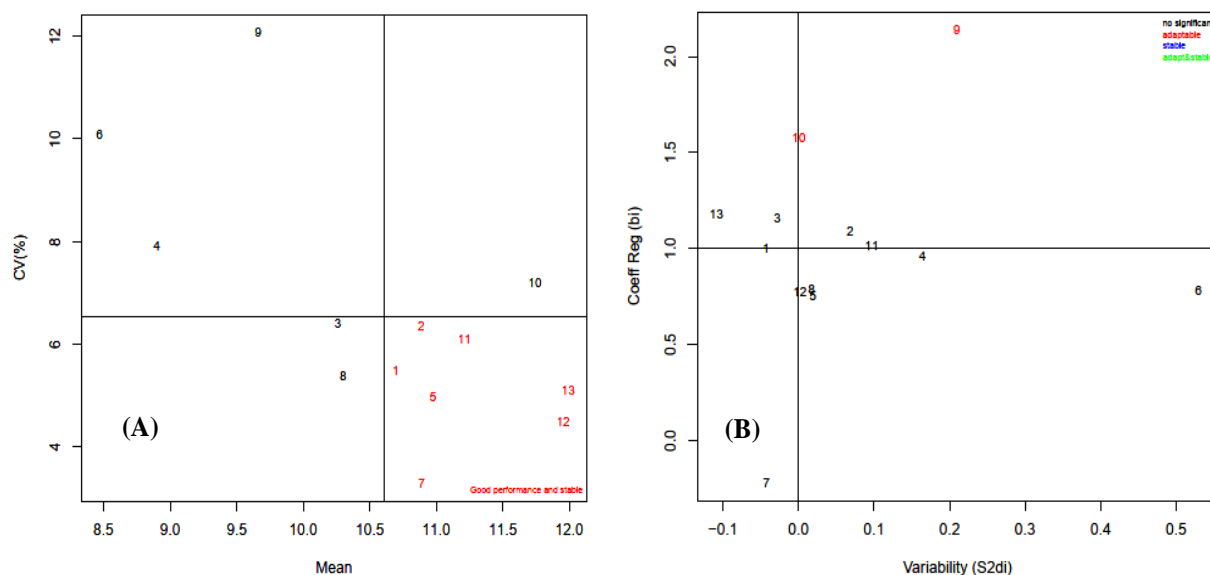 12
10
8
6
4
CV(%)
9
6
4
10
3
2
11
8
1
5
13
12
7
(A)
Good performance and stable
8.5 9.0 9.5 10.0 10.5 11.0 11.5 12.0
Mean
2.0
1.5
1.0
0.5
0.0
Coeff Reg (bi)
no significan
adaptable
stable
adapt&stable
9
10
13
3
2
1
11
4
12
8
5
6
7
(B)
−0.1 0.0 0.1 0.2 0.3 0.4 0.5
Variability (S2di)